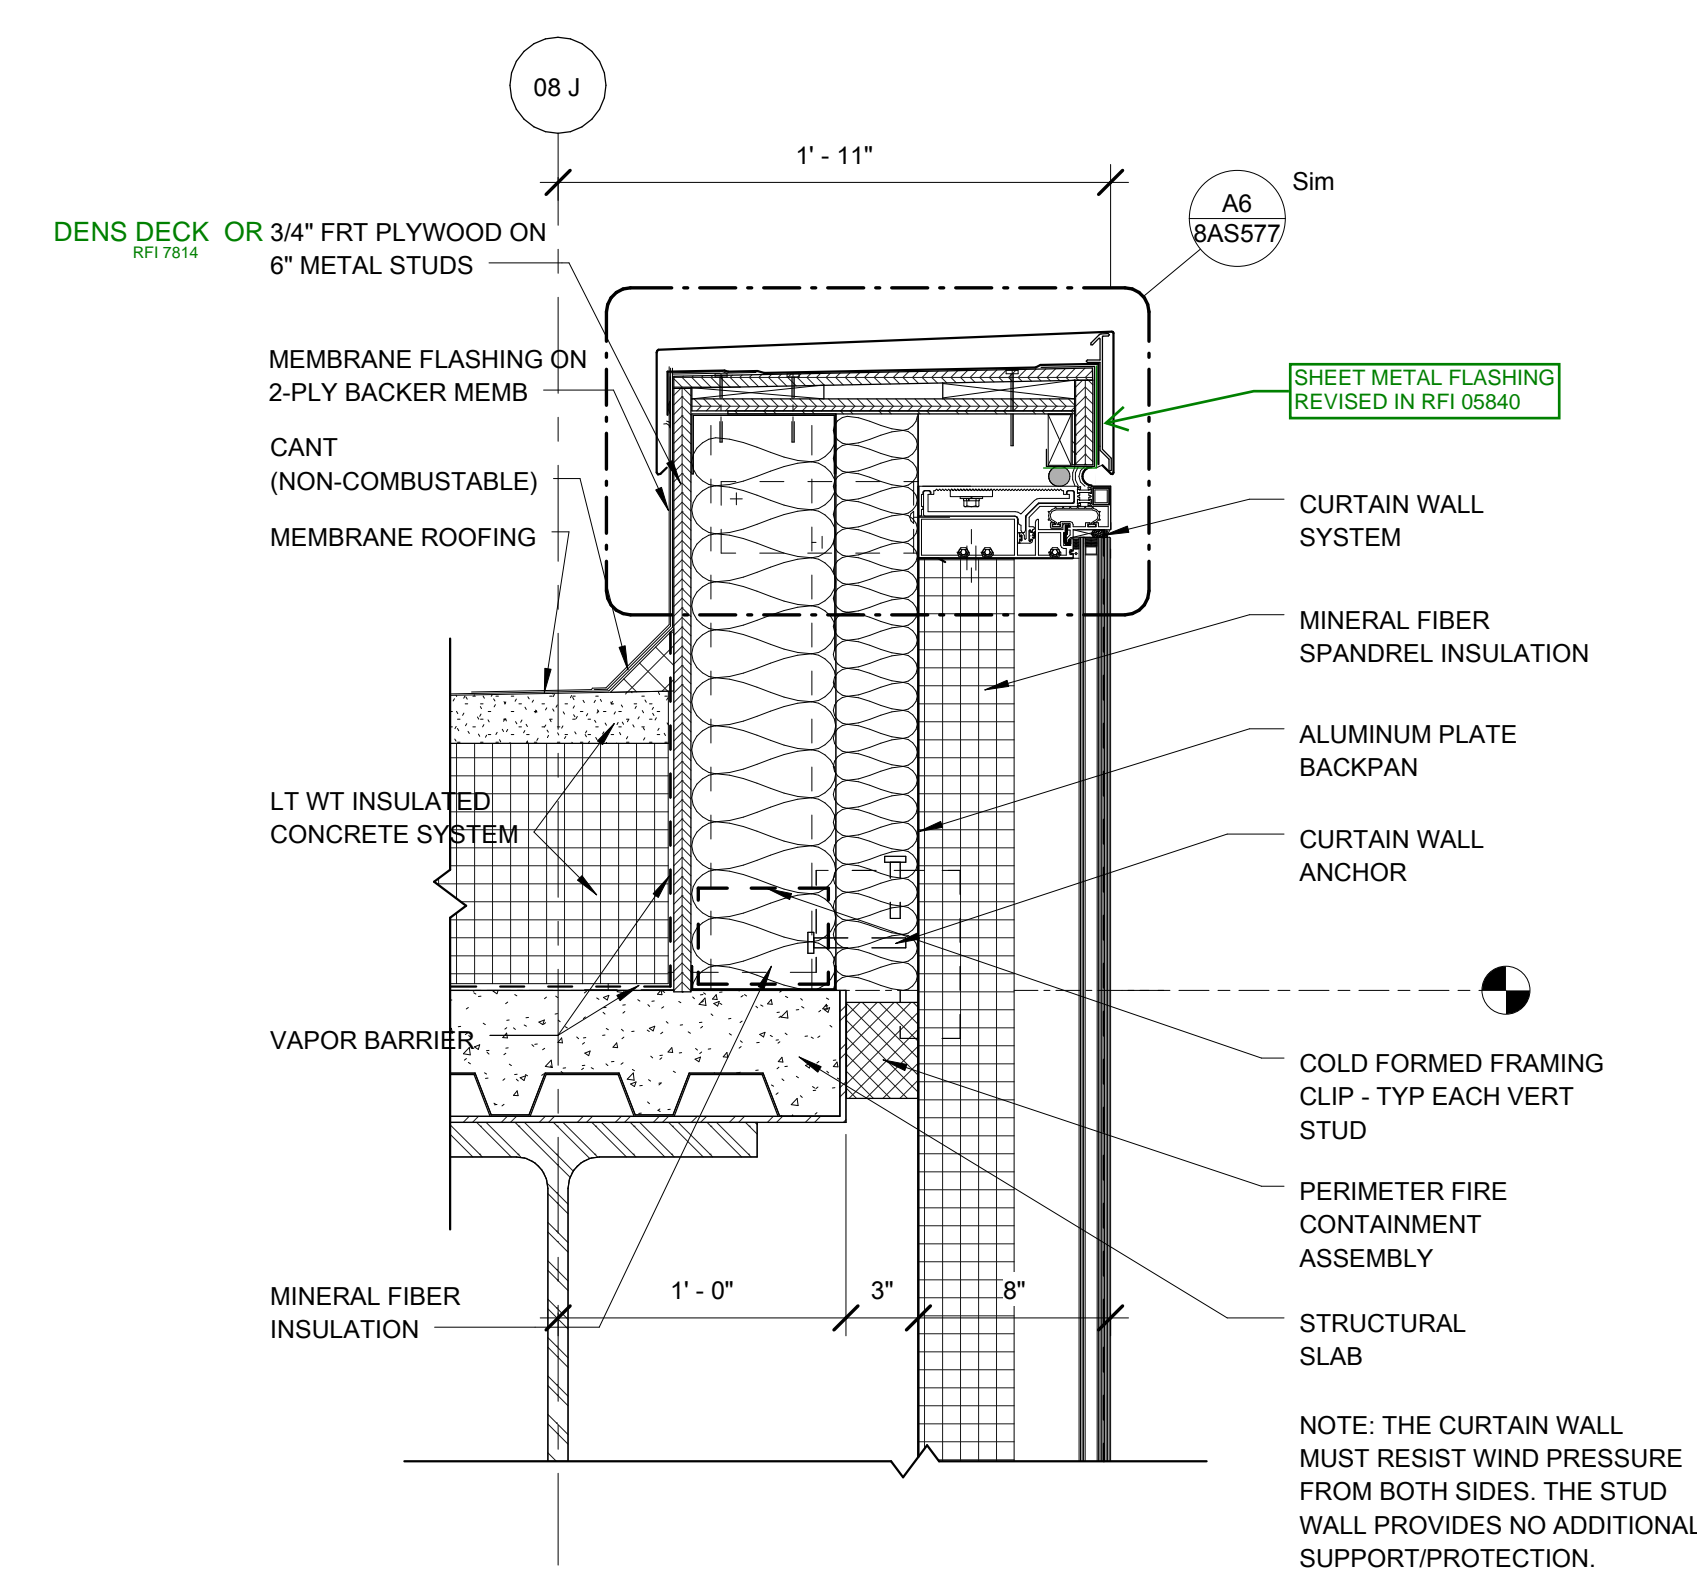 08 J
1' - 11"
A6
8AS577
Sim
DENS DECK OR 3/4" FRT PLYWOOD ON
RFI 7814
6" METAL STUDS
MEMBRANE FLASHING ON
2-PLY BACKER MEMB
CANT
(NON-COMBUSTABLE)
MEMBRANE ROOFING
LT WT INSULATED
CONCRETE SYSTEM
VAPOR BARRIER
MINERAL FIBER
INSULATION
1' - 0"
3"
8"
SHEET METAL FLASHING
REVISED IN RFI 05840
CURTAIN WALL
SYSTEM
MINERAL FIBER
SPANDREL INSULATION
ALUMINUM PLATE
BACKPAN
CURTAIN WALL
ANCHOR
COLD FORMED FRAMING
CLIP - TYP EACH VERT
STUD
PERIMETER FIRE
CONTAINMENT
ASSEMBLY
STRUCTURAL
SLAB
NOTE: THE CURTAIN WALL
MUST RESIST WIND PRESSURE
FROM BOTH SIDES. THE STUD
WALL PROVIDES NO ADDITIONAL
SUPPORT/PROTECTION.